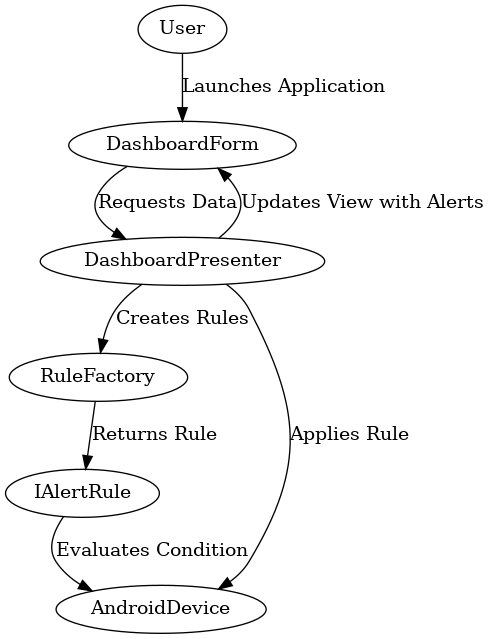 User
Launches Application
DashboardForm
Requests Data
Updates View with Alerts
DashboardPresenter
Creates Rules
RuleFactory
Returns Rule
Applies Rule
IAlertRule
Evaluates Condition
AndroidDevice